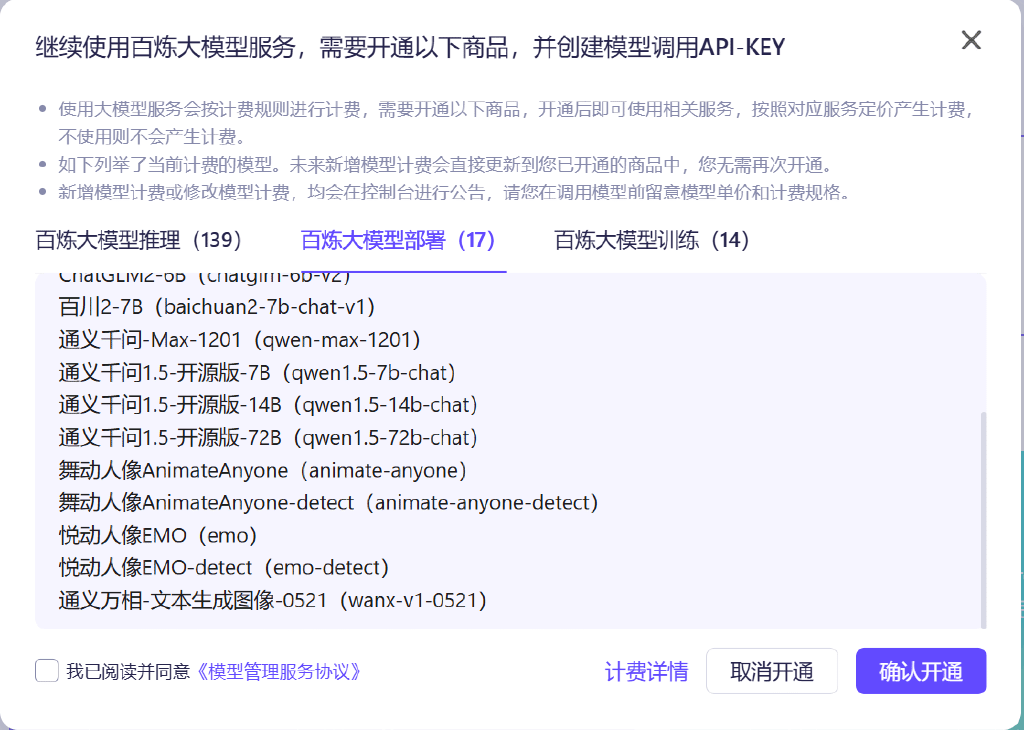 继续使用百炼大模型服务，需要开通以下商品，并创建模型调用API-KEY
使用大模型服务会按计费规则进行计费，需要开通以下商品，开通后即可使用相关服务，按照对应服务定价产生计费，
不使用则不会产生计费。
如下列举了当前计费的模型。未来新增模型计费会直接更新到您已开通的商品中，您无需再次开通。
新增模型计费或修改模型计费，均会在控制台进行公告，请您在调用模型前留意模型单价和计费规格。
百炼大模型推理（139） 百炼大模型部署（17） 百炼大模型训练（14）
ChatGLM2-6B（chatglm-6b-v2）
百川2-7B（baichuan2-7b-chat-v1）
通义千问-Max-1201（qwen-max-1201）
通义千问1.5-开源版-7B（qwen1.5-7b-chat）
通义千问1.5-开源版-14B（qwen1.5-14b-chat）
通义千问1.5-开源版-72B（qwen1.5-72b-chat）
舞动人像AnimateAnyone（animate-anyone）
舞动人像AnimateAnyone-detect（animate-anyone-detect）
悦动人像EMO（emo）
悦动人像EMO-detect（emo-detect）
通义万相-文本生成图像-0521（wanx-v1-0521）
我已阅读并同意《模型管理服务协议》 计费详情 取消开通 确认开通